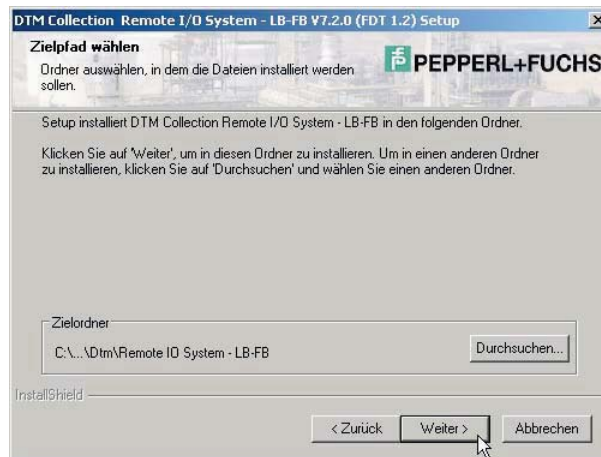 DTM Collection Remote I/O System - LB-FB V7.2.0 (FDT 1.2) Setup
Zielpfad wählen
Ordner auswählen, in dem die Dateien installiert werden
sollen.
PEPPERL+FUCHS
Setup installiert DTM Collection Remote I/O System - LB-FB in den folgenden Ordner.
Klicken Sie auf 'Weiter', um in diesen Ordner zu installieren. Um in einen anderen Ordner
zu installieren, klicken Sie auf 'Durchsuchen' und wählen Sie einen anderen Ordner.
Zielordner
C:\...\Dtm\Remote IO System - LB-FB
Durchsuchen...
InstallShield
< Zurück
Weiter >
Abbrechen